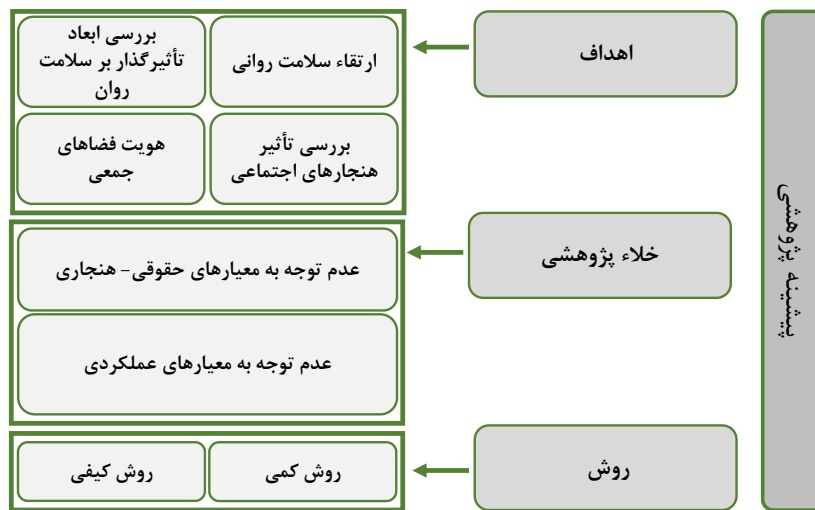 پیشینه پژوهشی
اهداف
ارتقاء سلامت روانی
بررسی ابعاد
تأثیرگذار بر سلامت
روان
بررسی تأثیر
هنجارهای اجتماعی
هویت فضاهای
جمعی
خلاء پژوهشی
عدم توجه به معیارهای حقوقی- هنجاری
عدم توجه به معیارهای عملکردی
روش
روش کمی
روش کیفی